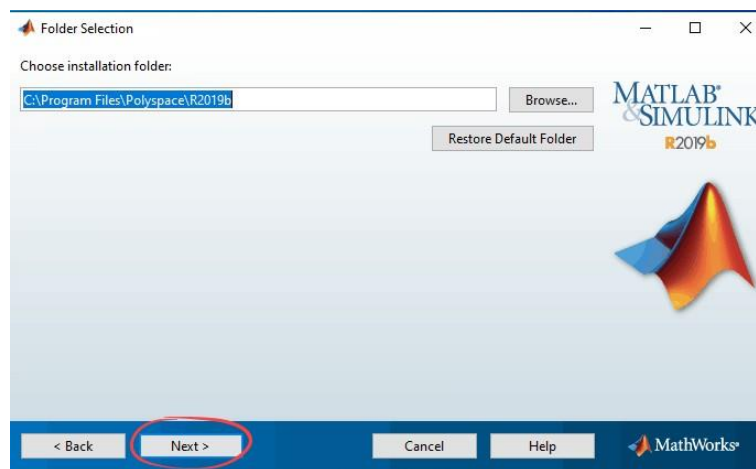 Folder Selection
Choose installation folder:
C:\Program Files\Polyspace\R2019b
Browse...
Restore Default Folder
MATLAB®
&SIMULINK
R2019b
< Back
Next >
Cancel
Help
MathWorks®